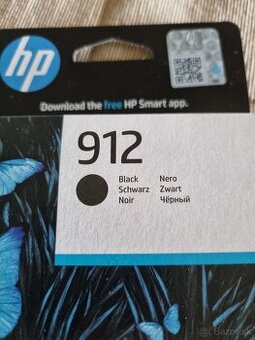 hp
Download the free HP Smart app.
912
Black Nero
Schwarz Zwart
Noir Чёрный